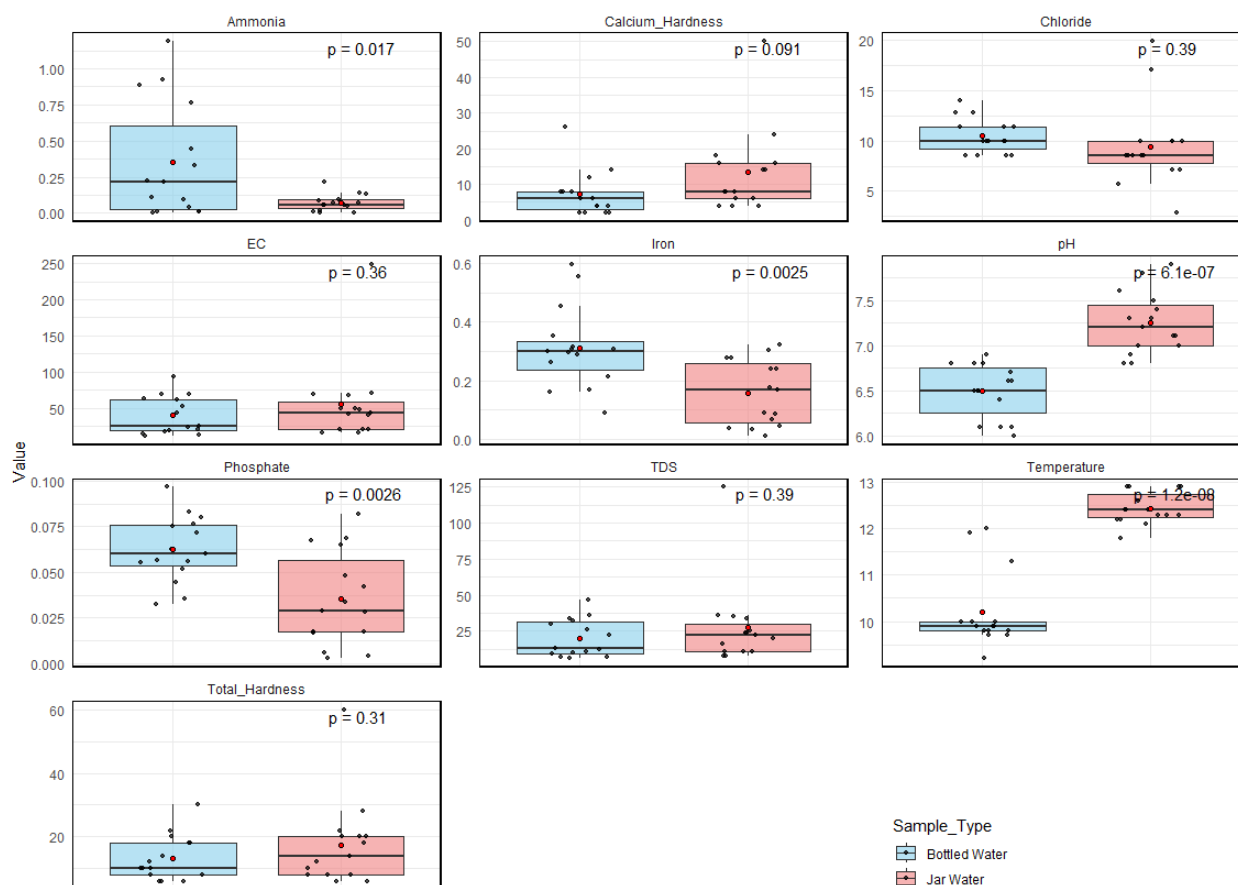 Ammonia
Calcium_Hardness
Chloride
p = 0.017
p = 0.091
p = 0.39
1.00
0.75
0.50
0.25
0.00
50
40
30
20
10
0
20
15
10
5
EC
Iron
pH
p = 0.36
p = 0.0025
p = 6.1e-07
250
200
150
100
50
0.6
0.4
0.2
0.0
7.5
7.0
6.5
6.0
Value
Phosphate
TDS
Temperature
p = 0.0026
p = 0.39
p = 1.2e-08
0.100
0.075
0.050
0.025
0.000
125
100
75
50
25
13
12
11
10
Total_Hardness
p = 0.31
60
40
20
Sample_Type
Bottled Water
Jar Water